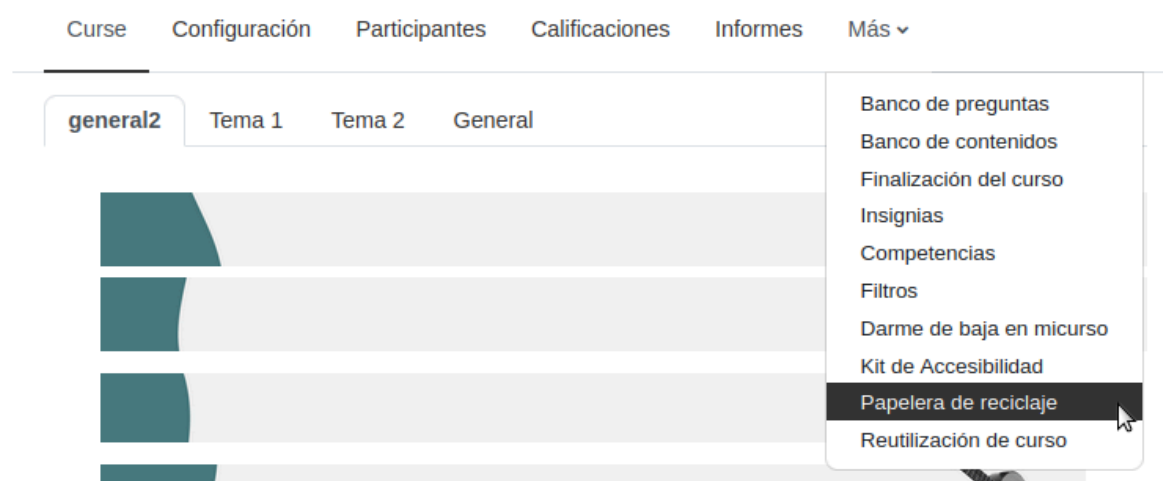 Curse Configuración Participantes Calificaciones Informes Más
general2 Tema 1 Tema 2 General
Banco de preguntas
Banco de contenidos
Finalización del curso
Insignias
Competencias
Filtros
Darme de baja en micurso
Kit de Accesibilidad
Papelera de reciclaje
Reutilización de curso